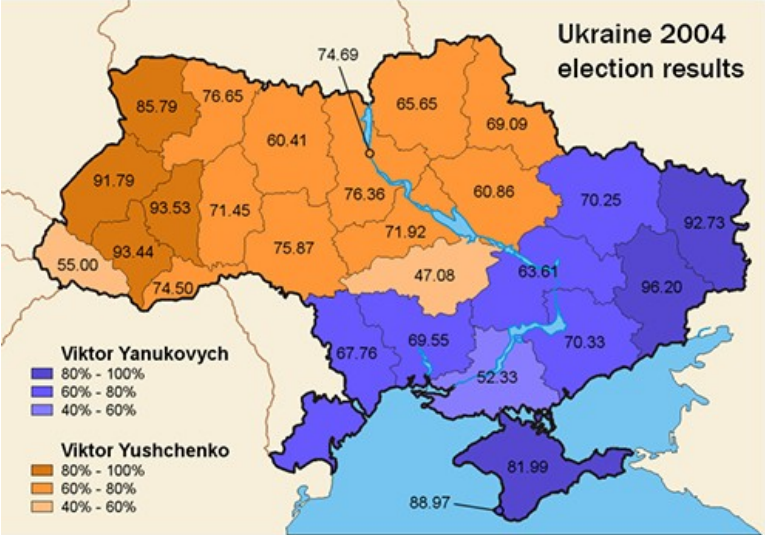 Ukraine 2004
election results
74.69
85.79
76.65
60.41
65.65
69.09
91.79
93.53
71.45
76.36
60.86
70.25
92.73
93.44
75.87
71.92
55.00
74.50
47.08
63.61
96.20
67.76
69.55
70.33
52.33
81.99
88.97
Viktor Yanukovych
80% - 100%
60% - 80%
40% - 60%
Viktor Yushchenko
80% - 100%
60% - 80%
40% - 60%